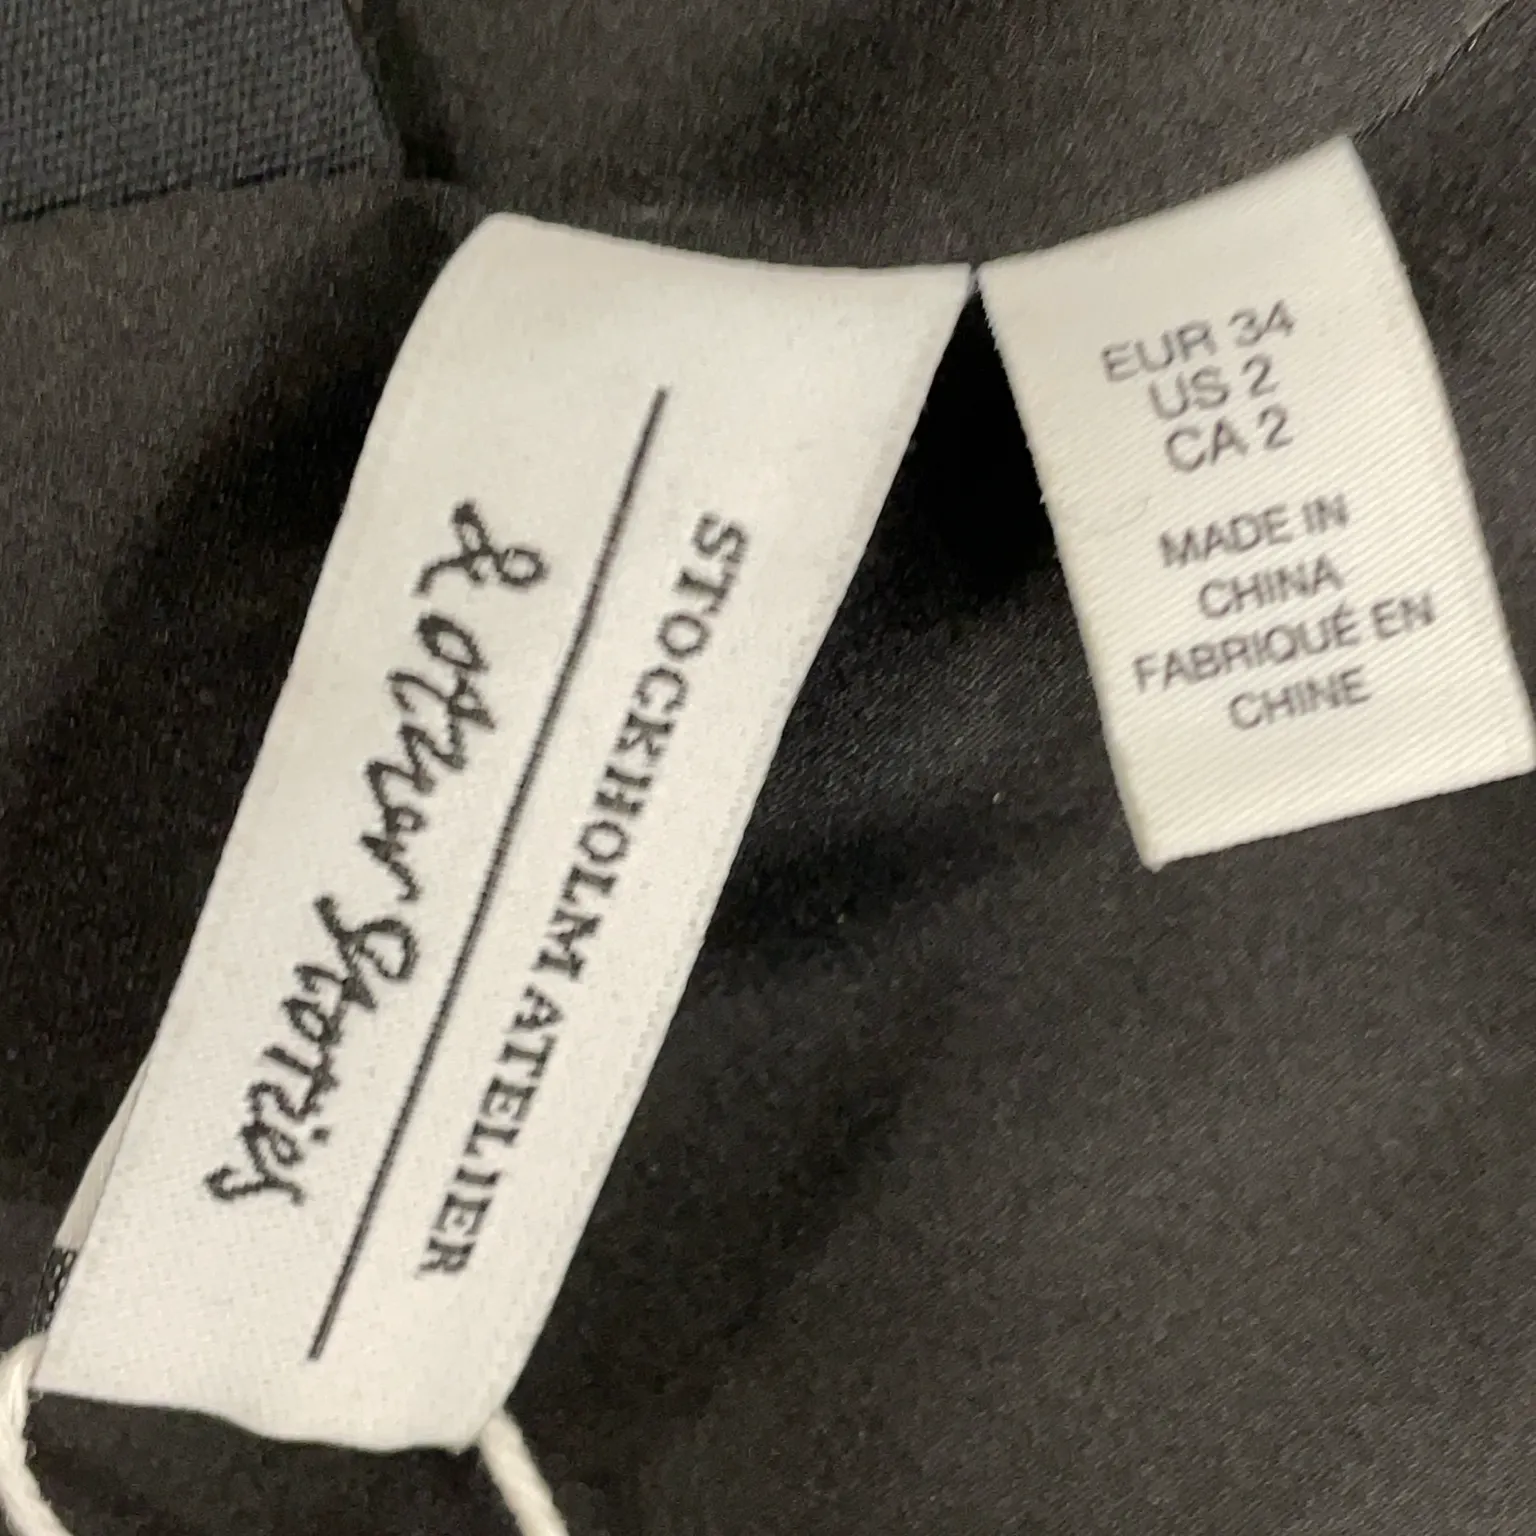 & other Stories
STOCKHOLM ATELIER
EUR 34
US 2
CA 2
MADE IN
CHINA
FABRIQUÉ EN
CHINE